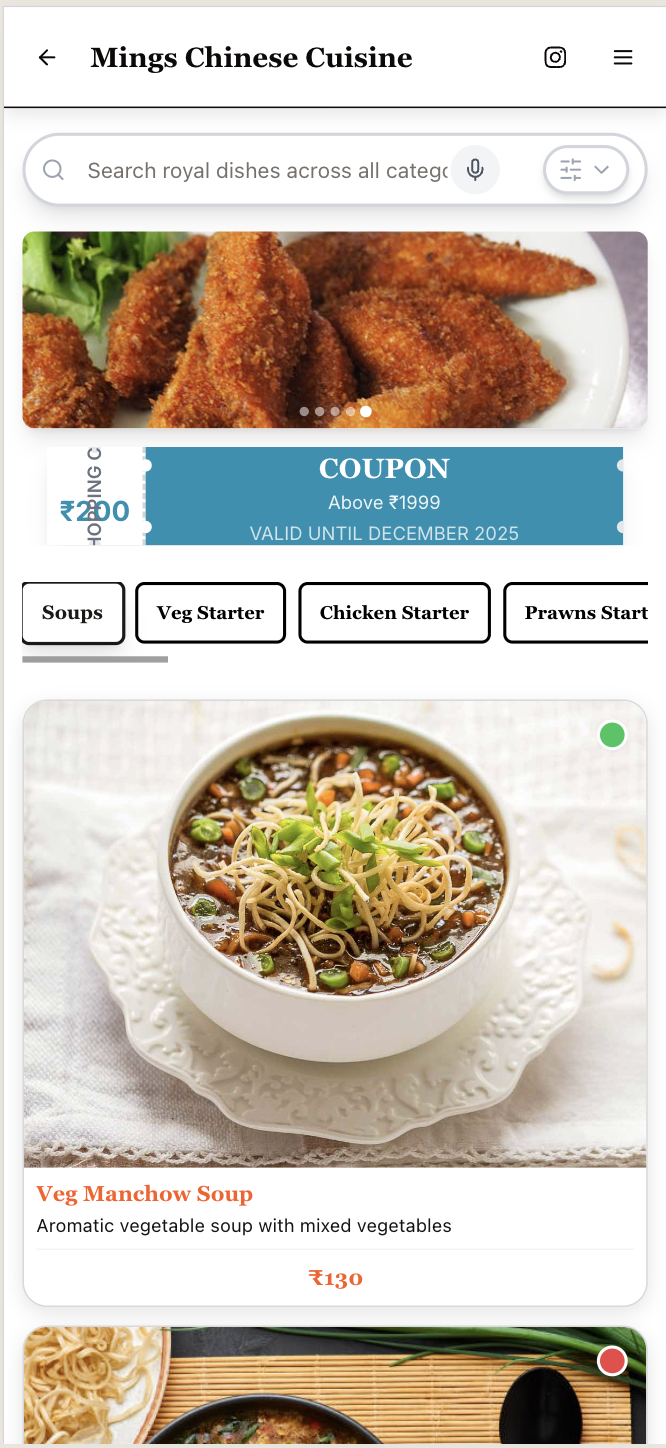 Mings Chinese Cuisine
Search royal dishes across all catego
HOPPING C
₹200
COUPON
Above ₹1999
VALID UNTIL DECEMBER 2025
Soups
Veg Starter
Chicken Starter
Prawns Start
Veg Manchow Soup
Aromatic vegetable soup with mixed vegetables
₹130